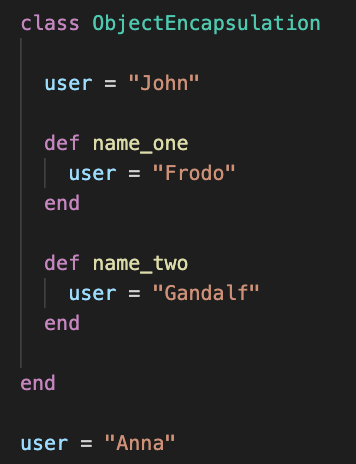 class ObjectEncapsulation
user = "John"
def name_one
user = "Frodo"
end
def name_two
user = "Gandalf"
end
end
user = "Anna"